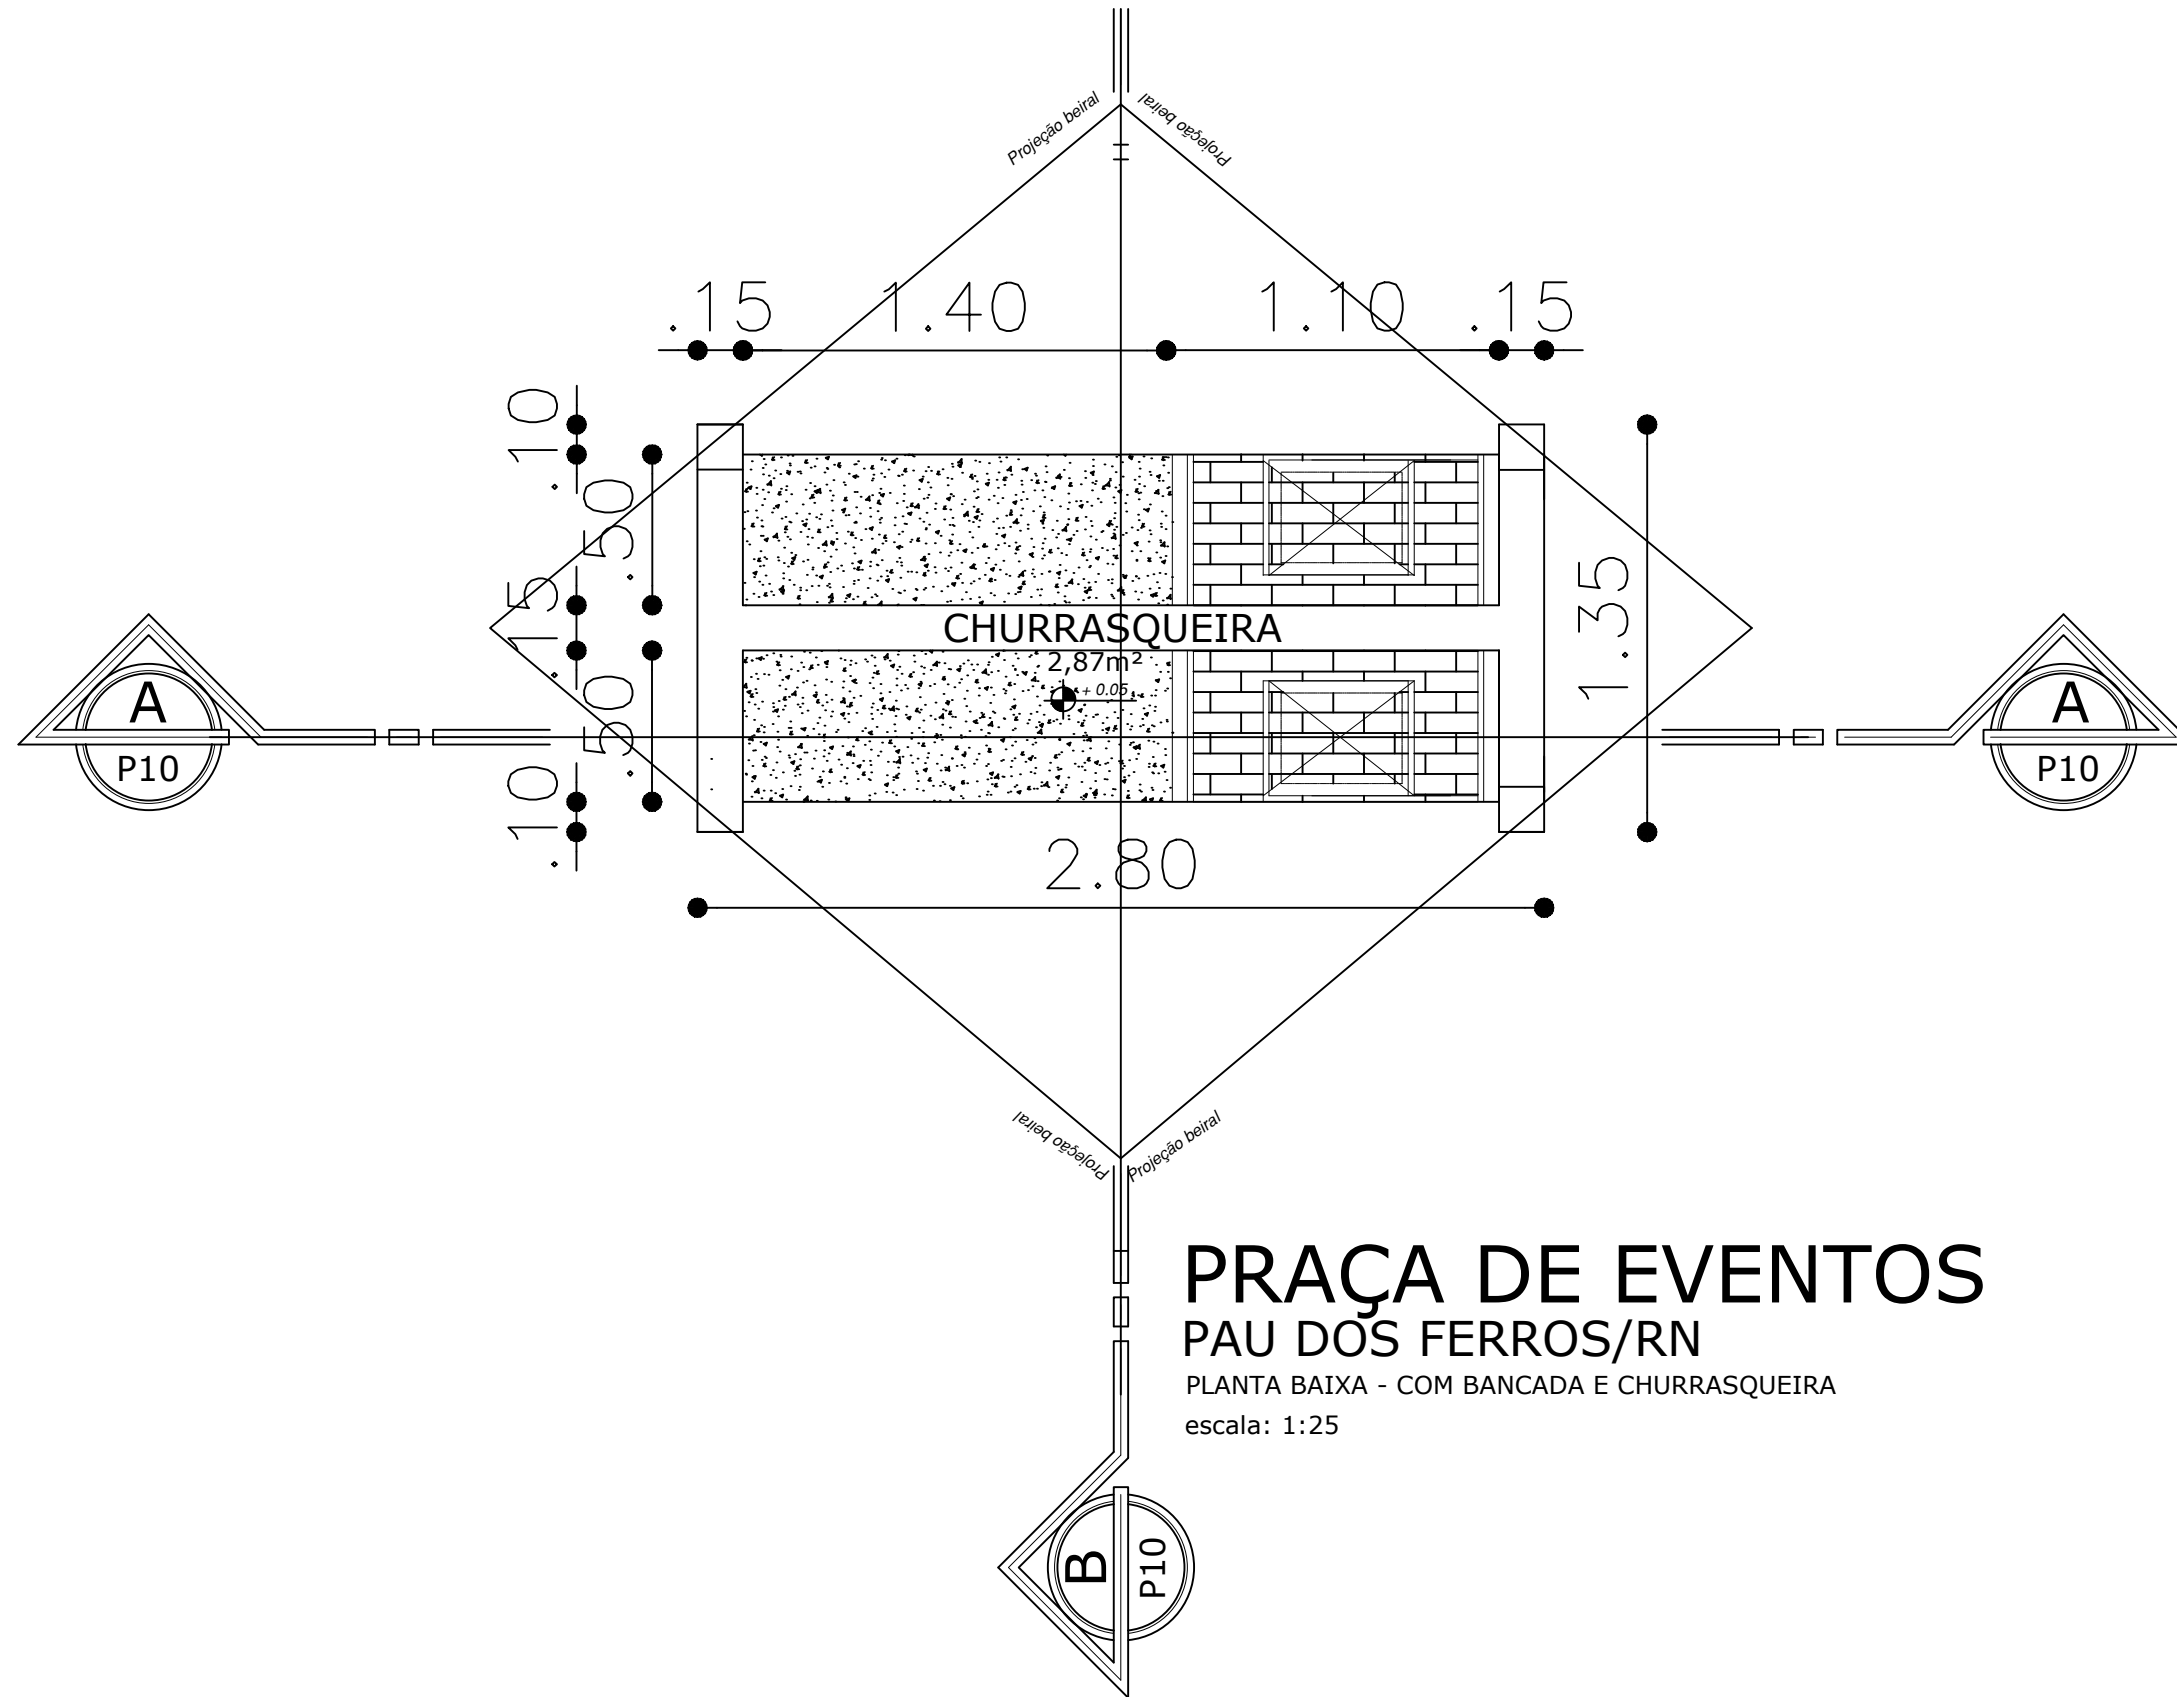 Projeção beiral
Projeção beiral
.15
1.40
1.10
.15
.10
.50
.15
.50
.10
1.35
CHURRASQUEIRA
2,87m²
+ 0.05
A
P10
A
P10
2.80
Projeção beiral
Projeção beiral
PRAÇA DE EVENTOS
PAU DOS FERROS/RN
PLANTA BAIXA - COM BANCADA E CHURRASQUEIRA
escala: 1:25
B
P10